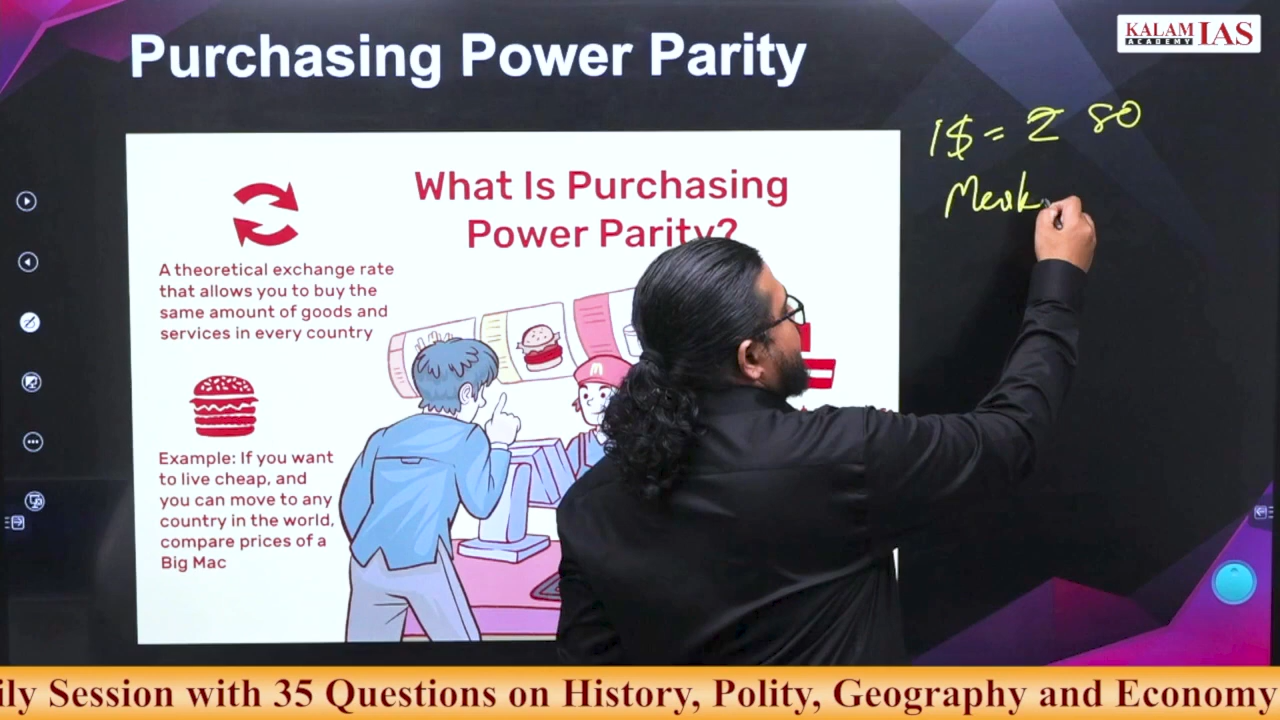 Purchasing Power Parity
KALAM IAS
ACADEMY
1$ = ₹ 80
What Is Purchasing
Power Parity?
A theoretical exchange rate
that allows you to buy the
same amount of goods and
services in every country
Example: If you want
to live cheap, and
you can move to any
country in the world,
compare prices of a
Big Mac
ily Session with 35 Questions on History, Polity, Geography and Economy